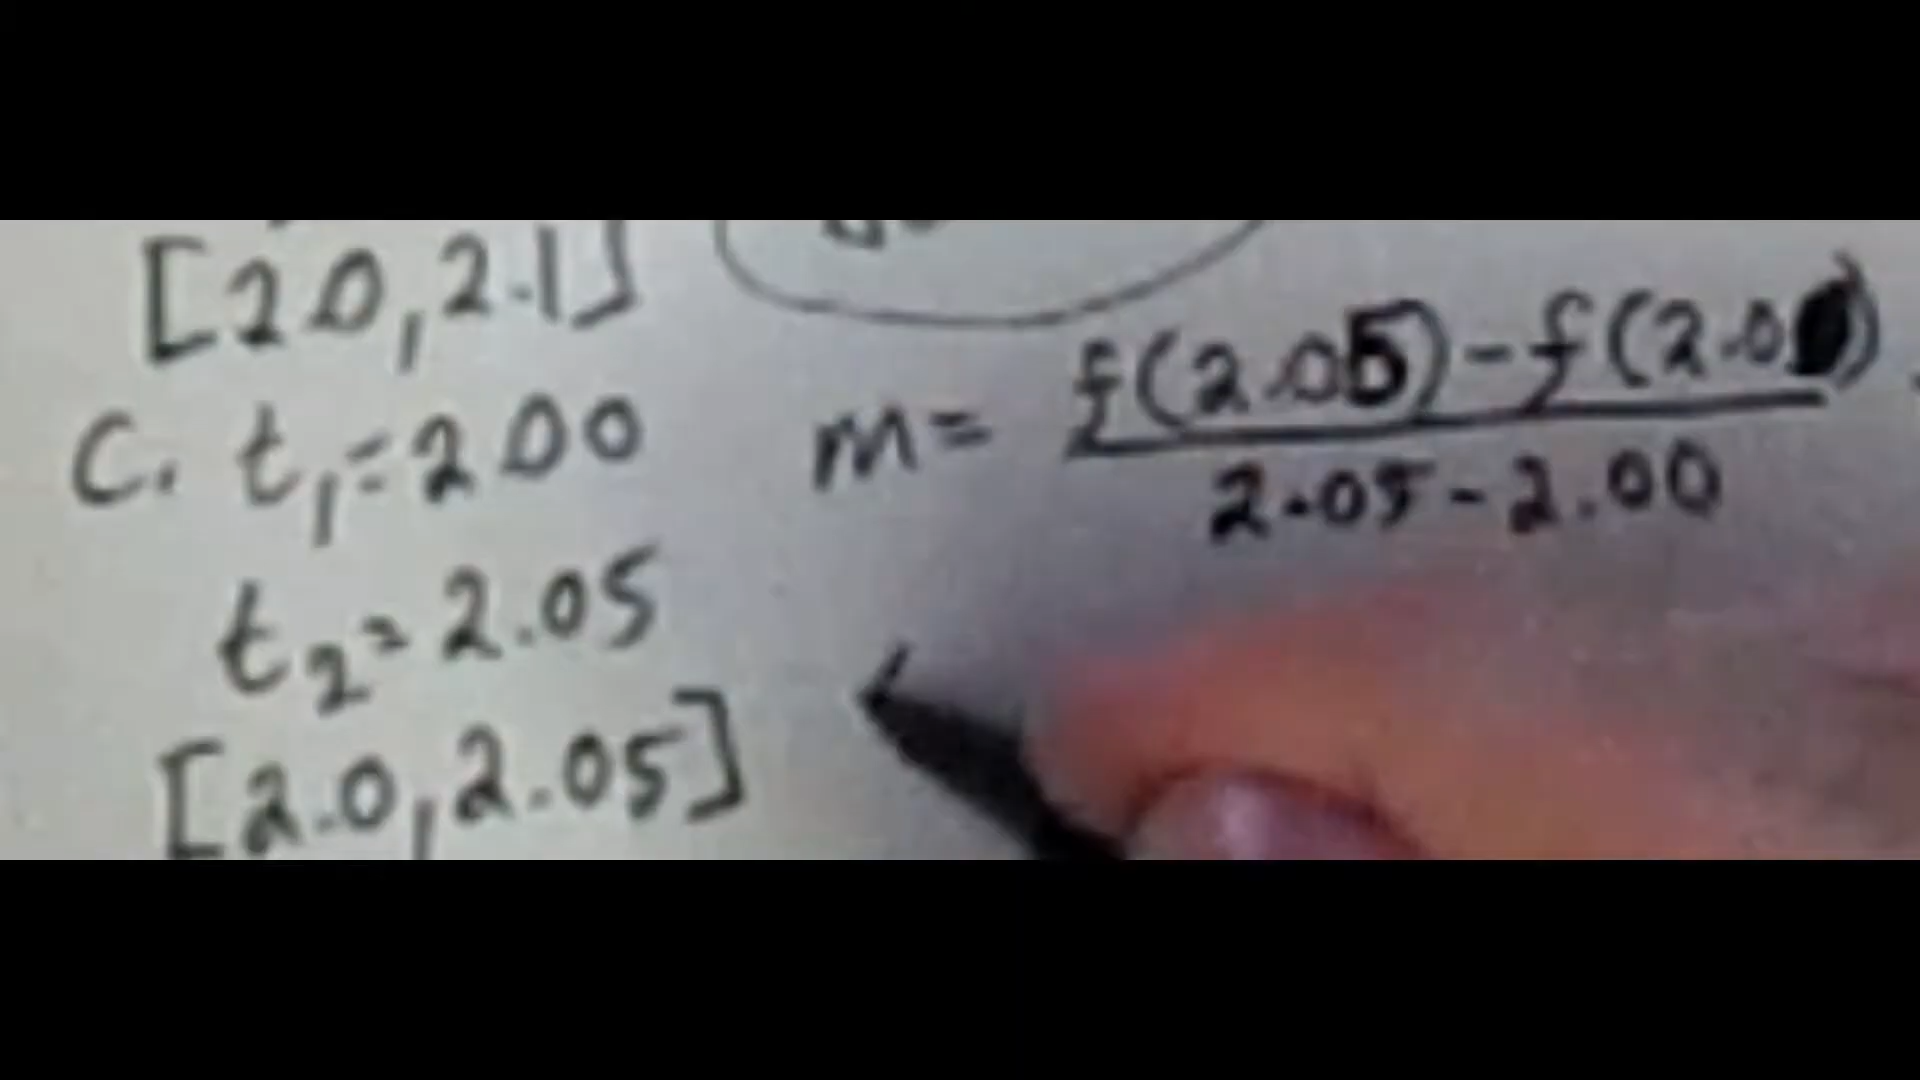 [2.0, 2.1]
C. t₁ = 2.00
m = f(2.05) - f(2.00)
2.05 - 2.00
t₂ = 2.05
[2.0, 2.05]